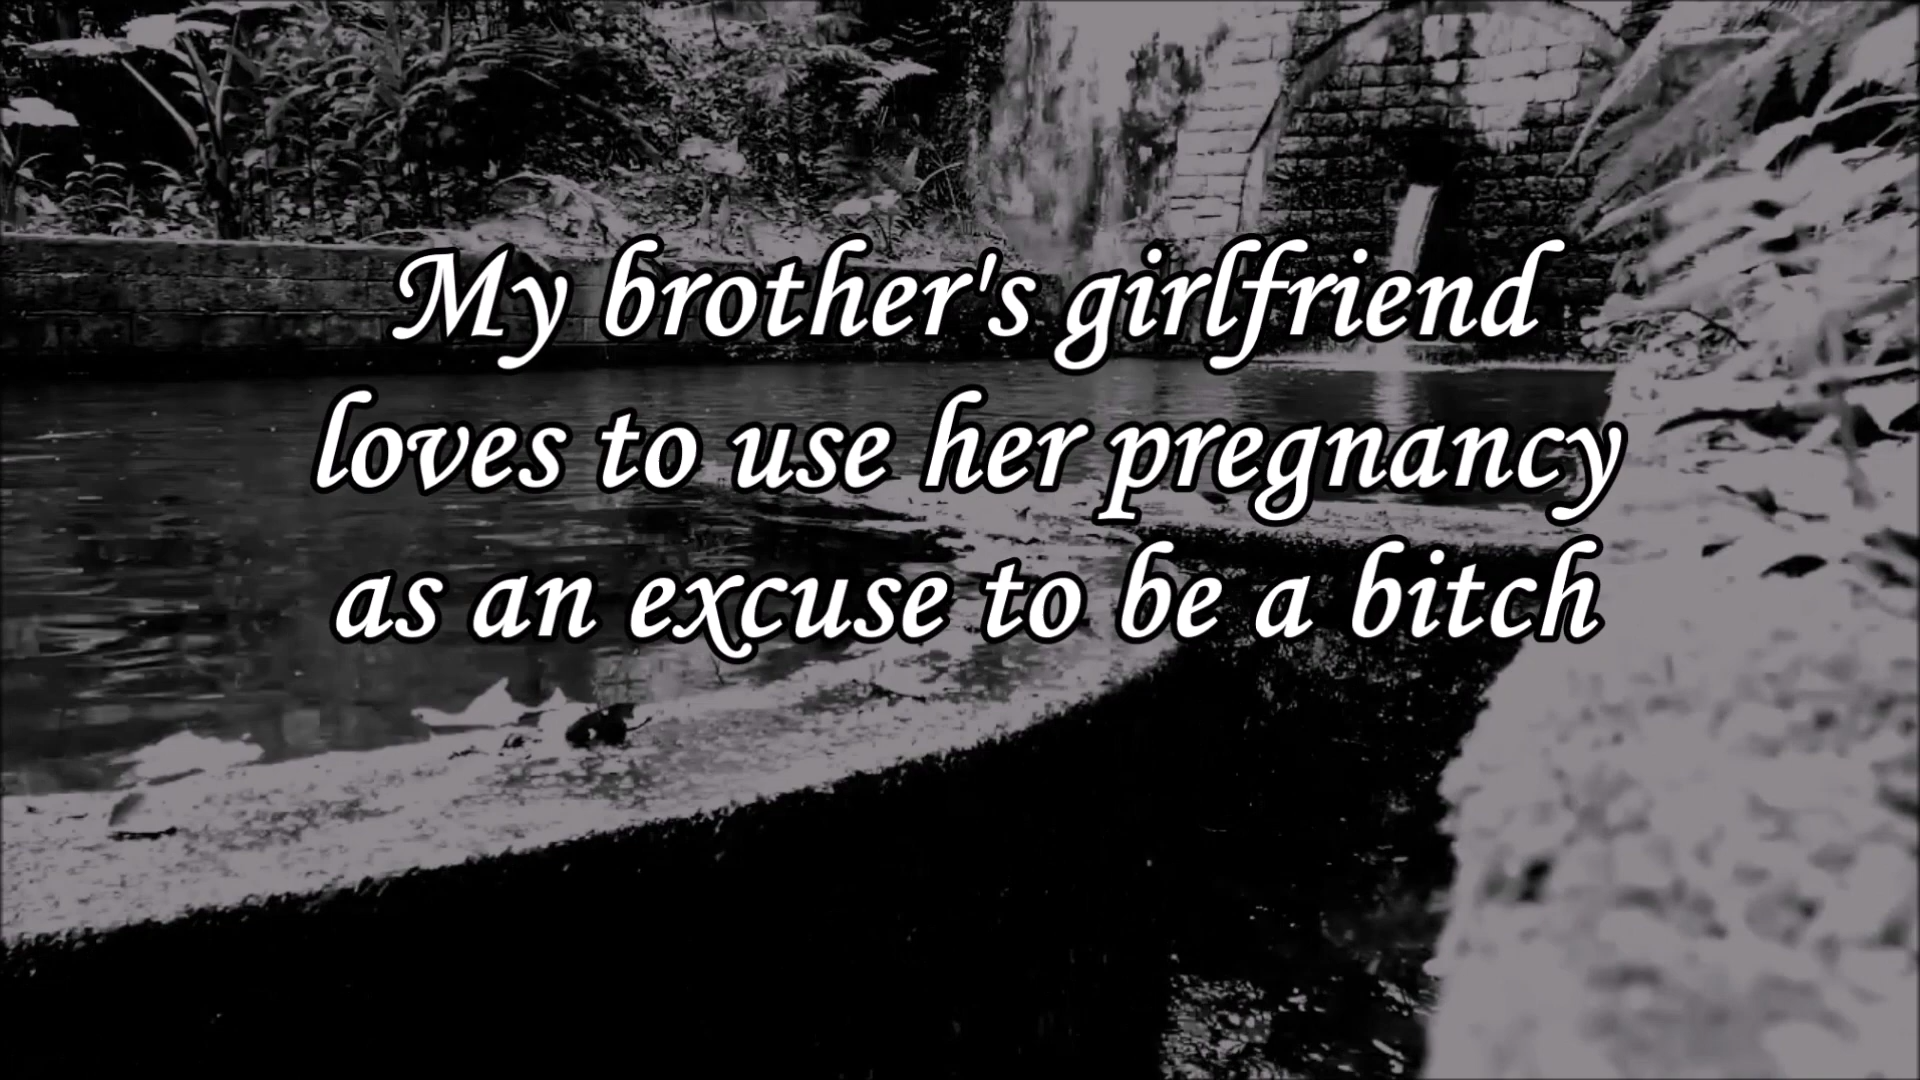 My brother's girlfriend
loves to use her pregnancy
as an excuse to be a bitch